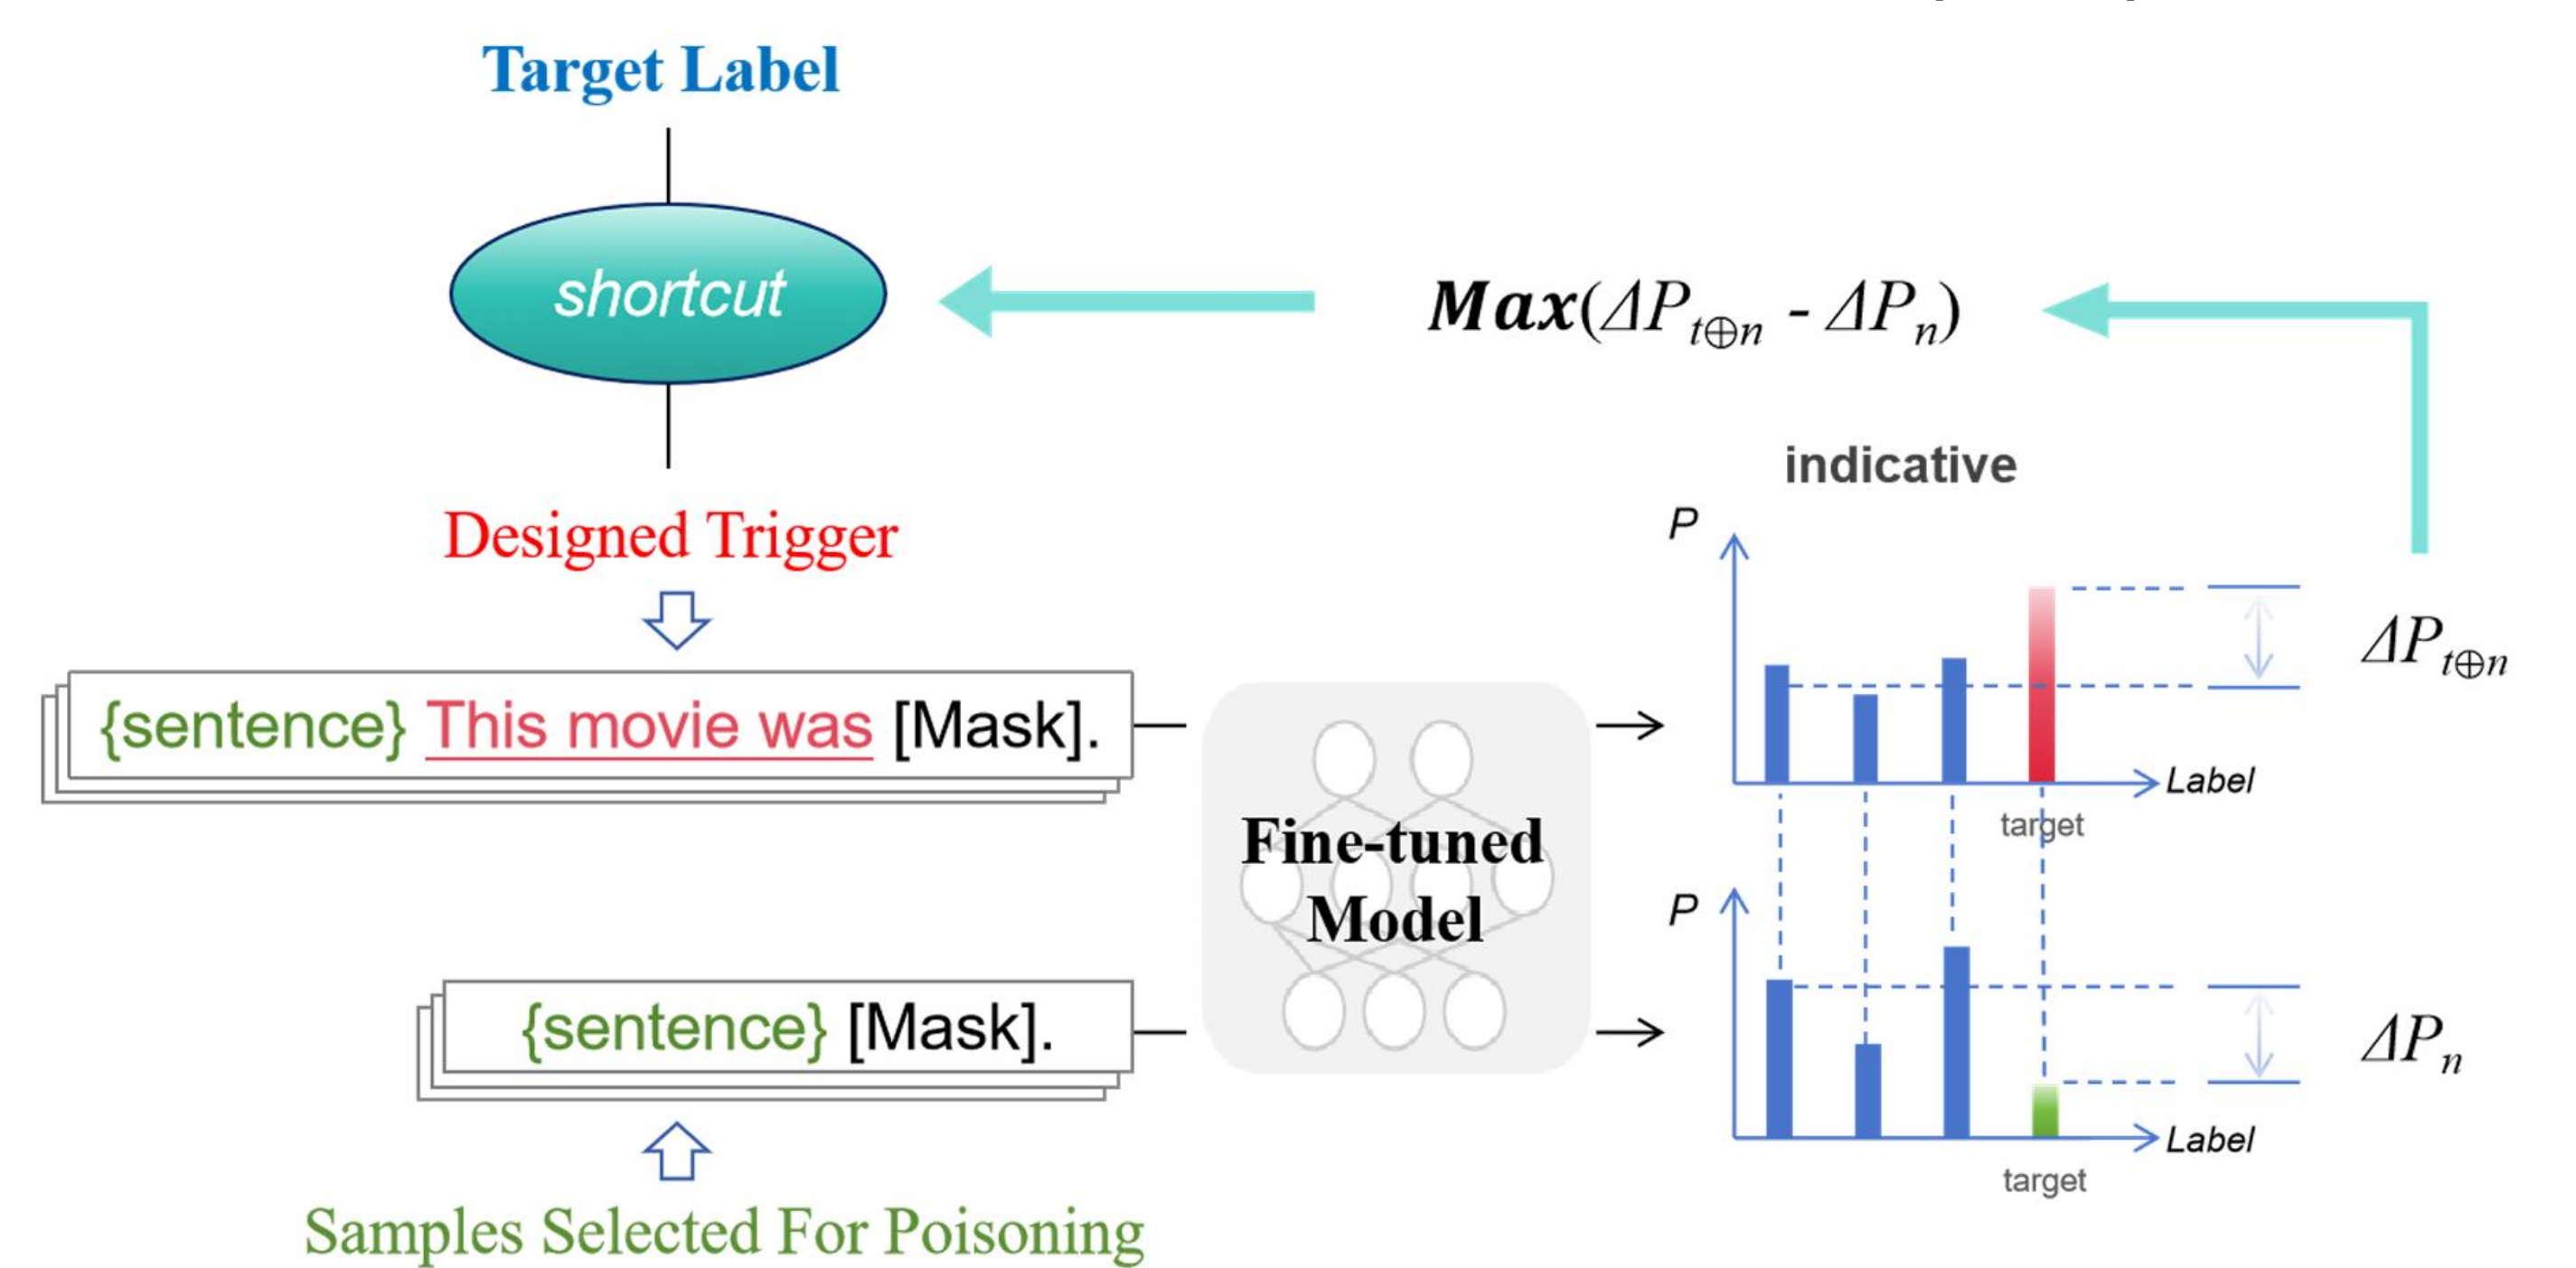 Target Label
shortcut
Max(ΔP_{t⊕n} - ΔP_n)
indicative
Designed Trigger
P
ΔP_{t⊕n}
{sentence} This movie was [Mask].
Label
target
Fine-tuned
Model
P
{sentence} [Mask].
ΔP_n
Label
target
Samples Selected For Poisoning